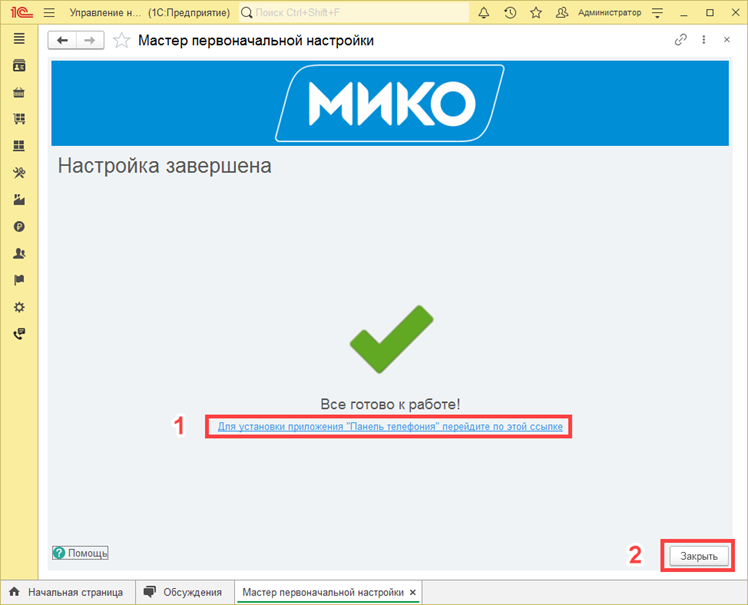 1С Управление н... (1С:Предприятие) Поиск Ctrl+Shift+F Администратор
Мастер первоначальной настройки
МИКО
Настройка завершена
Все готово к работе!
1 Для установки приложения "Панель телефония" перейдите по этой ссылке
? Помощь 2 Закрыть
Начальная страница Обсуждения Мастер первоначальной настройки ×